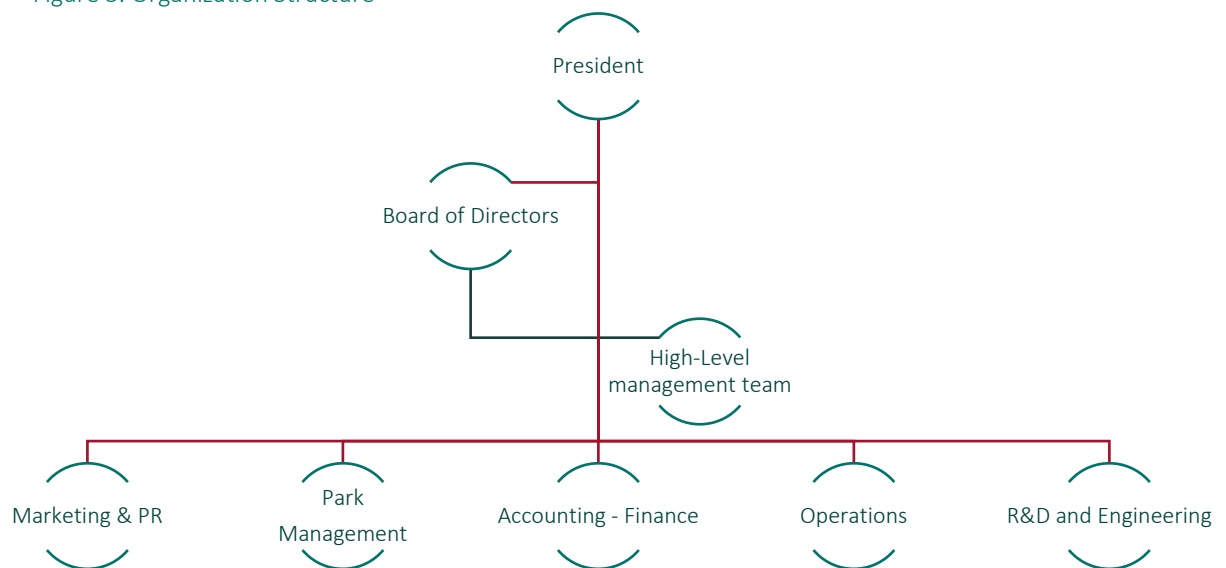 President
Board of Directors
High-Level
management team
Marketing & PR
Park
Management
Accounting - Finance
Operations
R&D and Engineering